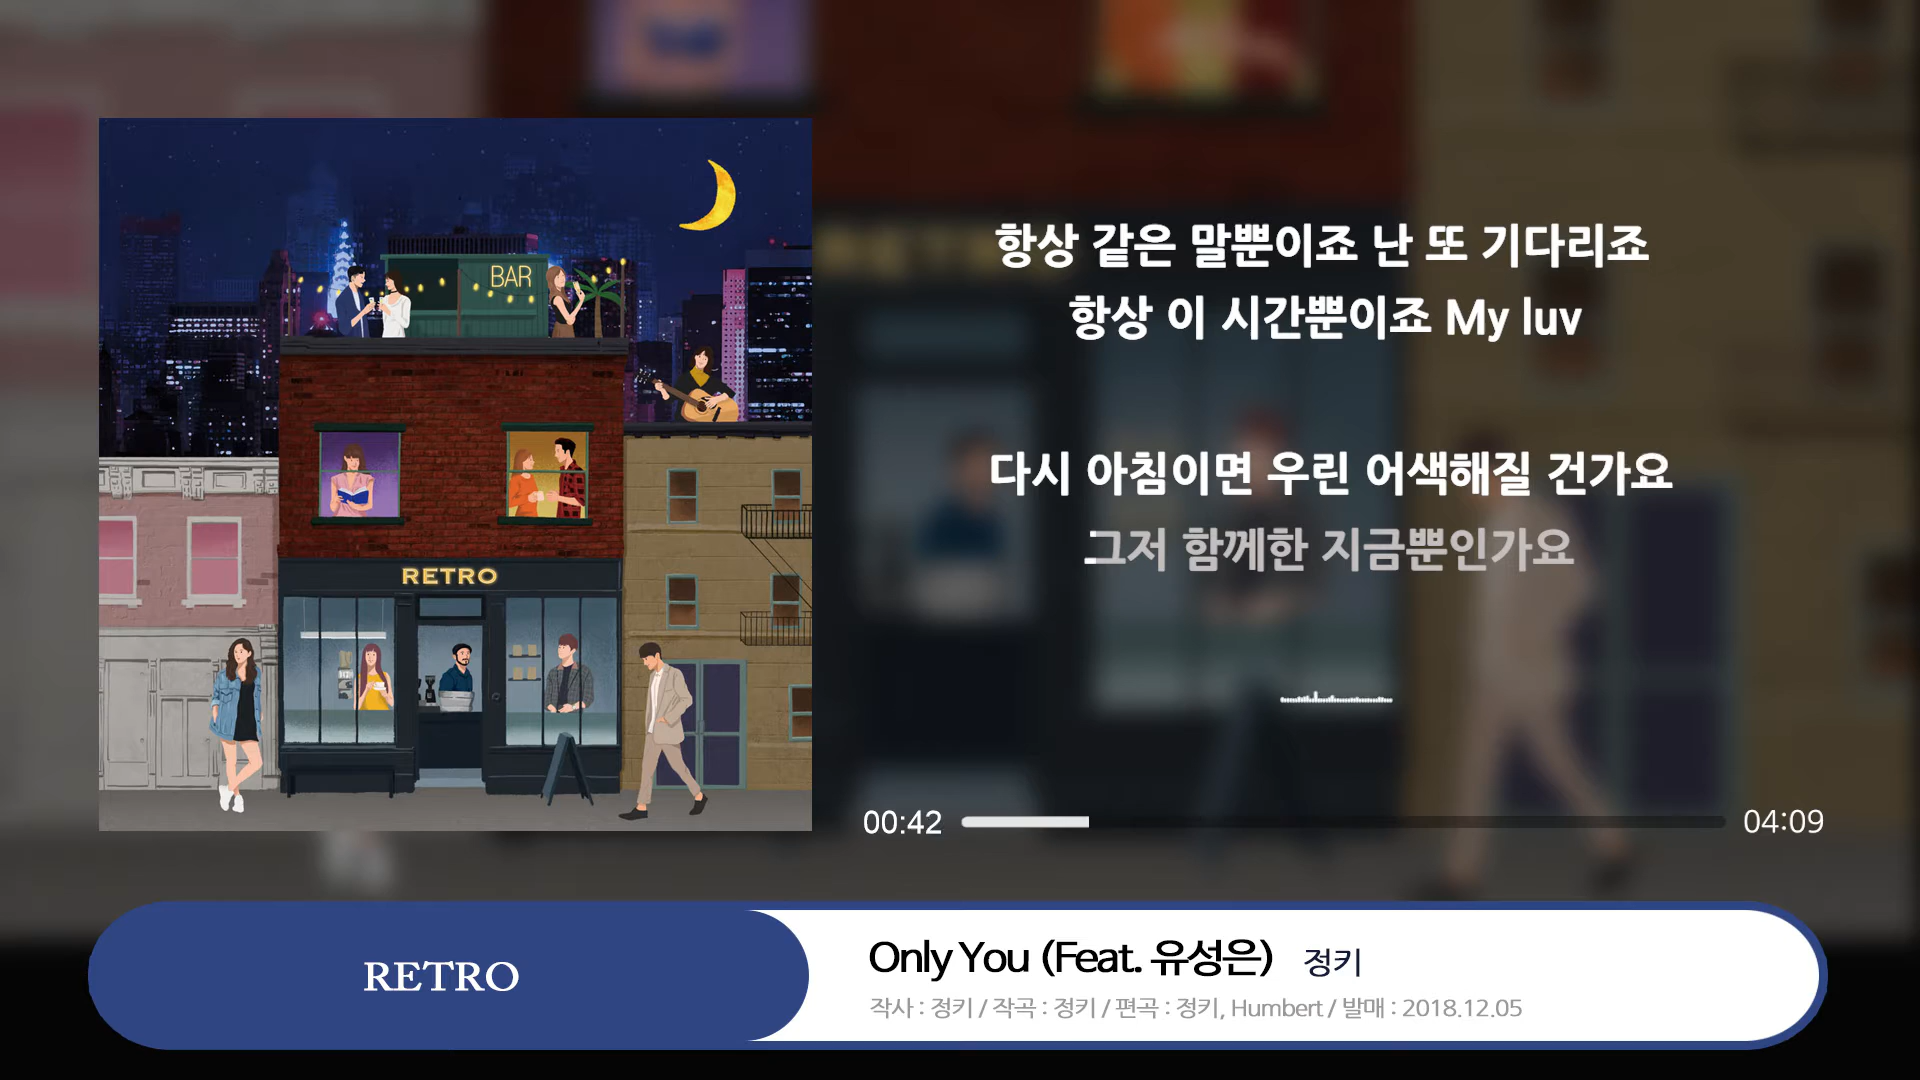 BAR
RETRO
항상 같은 말뿐이죠 난 또 기다리죠
항상 이 시간뿐이죠 My luv
다시 아침이면 우린 어색해질 건가요
그저 함께한 지금뿐인가요
00:42
04:09
RETRO
Only You (Feat. 유성은) 정키
작사 : 정키 / 작곡 : 정키 / 편곡 : 정키, Humbert / 발매 : 2018.12.05